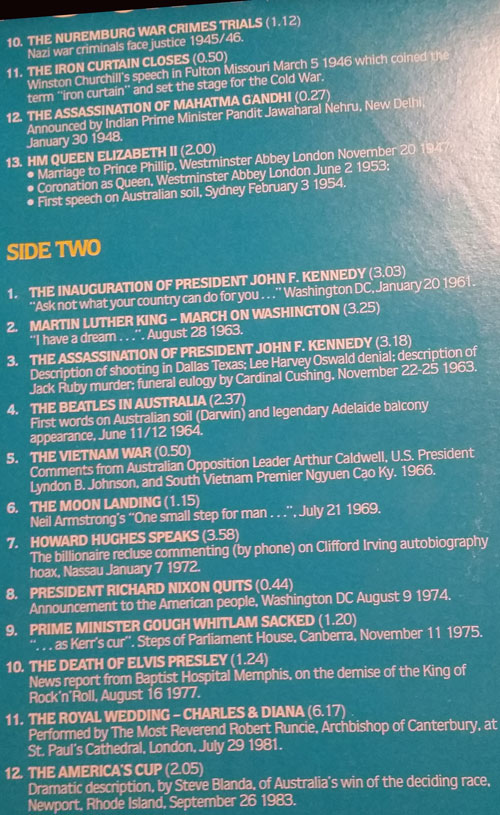 10. THE NUREMBURG WAR CRIMES TRIALS (1.12)
Nazi war criminals face justice 1945/46.
11. THE IRON CURTAIN CLOSES (0.50)
Winston Churchill's speech in Fulton Missouri March 5 1946 which coined the
term "iron curtain" and set the stage for the Cold War.
12. THE ASSASSINATION OF MAHATMA GANDHI (0.27)
Announced by Indian Prime Minister Pandit Jawaharal Nehru, New Delhi,
January 30 1948.
13. HM QUEEN ELIZABETH II (2.00)
• Marriage to Prince Phillip, Westminster Abbey London November 20 1947;
• Coronation as Queen, Westminster Abbey London June 2 1953;
• First speech on Australian soil, Sydney February 3 1954.
SIDE TWO
1. THE INAUGURATION OF PRESIDENT JOHN F. KENNEDY (3.03)
"Ask not what your country can do for you ..." Washington DC, January 20 1961.
2. MARTIN LUTHER KING – MARCH ON WASHINGTON (3.25)
"I have a dream ...". August 28 1963.
3. THE ASSASSINATION OF PRESIDENT JOHN F. KENNEDY (3.18)
Description of shooting in Dallas Texas; Lee Harvey Oswald denial; description of
Jack Ruby murder; funeral eulogy by Cardinal Cushing, November 22-25 1963.
4. THE BEATLES IN AUSTRALIA (2.37)
First words on Australian soil (Darwin) and legendary Adelaide balcony
appearance, June 11/12 1964.
5. THE VIETNAM WAR (0.50)
Comments from Australian Opposition Leader Arthur Caldwell, U.S. President
Lyndon B. Johnson, and South Vietnam Premier Ngyuen Cao Ky. 1966.
6. THE MOON LANDING (1.15)
Neil Armstrong's "One small step for man ...", July 21 1969.
7. HOWARD HUGHES SPEAKS (3.58)
The billionaire recluse commenting (by phone) on Clifford Irving autobiography
hoax, Nassau January 7 1972.
8. PRESIDENT RICHARD NIXON QUITS (0.44)
Announcement to the American people, Washington DC August 9 1974.
9. PRIME MINISTER GOUGH WHITLAM SACKED (1.20)
"... as Kerr's cur". Steps of Parliament House, Canberra, November 11 1975.
10. THE DEATH OF ELVIS PRESLEY (1.24)
News report from Baptist Hospital Memphis, on the demise of the King of
Rock'n'Roll, August 16 1977.
11. THE ROYAL WEDDING – CHARLES & DIANA (6.17)
Performed by The Most Reverend Robert Runcie, Archbishop of Canterbury, at
St. Paul's Cathedral, London, July 29 1981.
12. THE AMERICA'S CUP (2.05)
Dramatic description, by Steve Blanda, of Australia's win of the deciding race,
Newport, Rhode Island, September 26 1983.